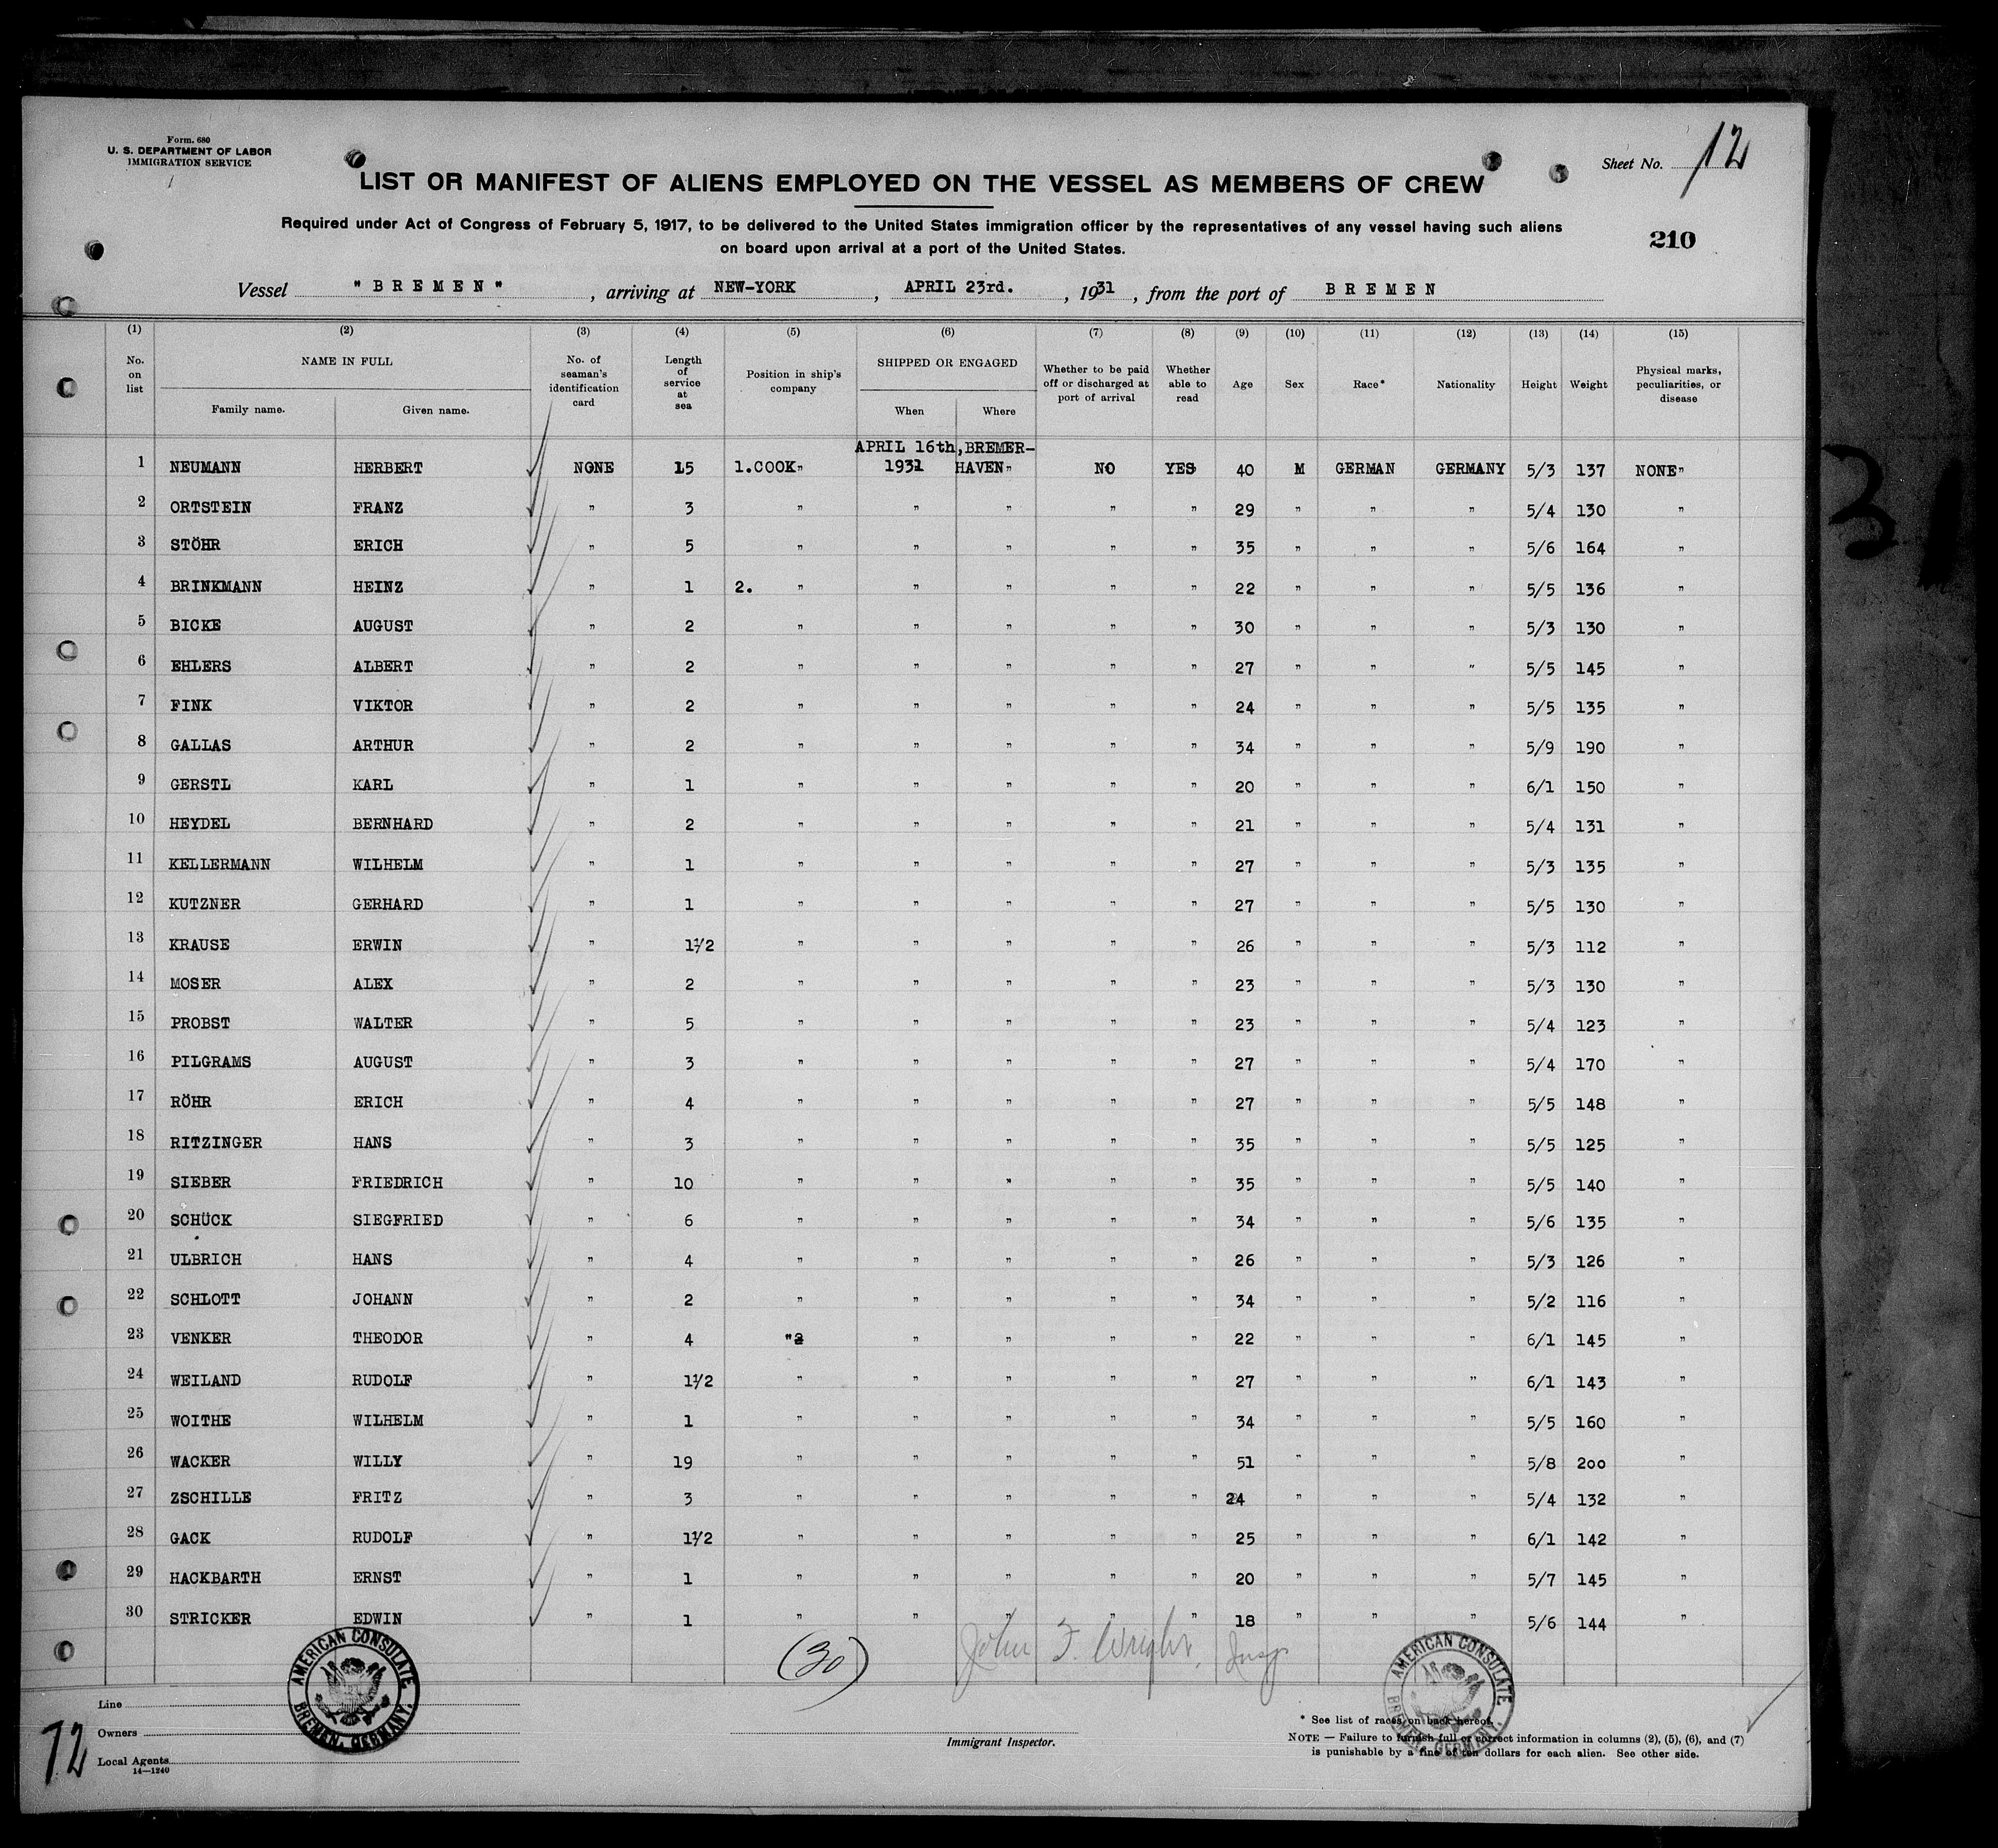 Form. 680
U. S. DEPARTMENT OF LABOR
IMMIGRATION SERVICE
Sheet No. 12
LIST OR MANIFEST OF ALIENS EMPLOYED ON THE VESSEL AS MEMBERS OF CREW
Required under Act of Congress of February 5, 1917, to be delivered to the United States immigration officer by the representatives of any vessel having such aliens
on board upon arrival at a port of the United States.
210
Vessel "BREMEN", arriving at NEW-YORK, APRIL 23rd., 1931, from the port of BREMEN
(1) (2) (3) (4) (5) (6) (7) (8) (9) (10) (11) (12) (13) (14) (15)
No. on list NAME IN FULL Family name. Given name. No. of seaman's identification card Length of service at sea Position in ship's company SHIPPED OR ENGAGED When Where Whether to be paid off or discharged at port of arrival Whether able to read Age Sex Race* Nationality Height Weight Physical marks, peculiarities, or disease
APRIL 16th, BREMER-
1 NEUMANN HERBERT NONE 15 1.COOK" 1931 HAVEN" NO YES 40 M GERMAN GERMANY 5/3 137 NONE"
2 ORTSTEIN FRANZ " 3 " " " " " 29 " " " 5/4 130 "
3 STÖHR ERICH " 5 " " " " " 35 " " " 5/6 164 "
4 BRINKMANN HEINZ " 1 2. " " " " " 22 " " " 5/5 136 "
5 BICKE AUGUST " 2 " " " " " 30 " " " 5/3 130 "
6 EHLERS ALBERT " 2 " " " " " 27 " " " 5/5 145 "
7 FINK VIKTOR " 2 " " " " " 24 " " " 5/5 135 "
8 GALLAS ARTHUR " 2 " " " " " 34 " " " 5/9 190 "
9 GERSTL KARL " 1 " " " " " 20 " " " 6/1 150 "
10 HEYDEL BERNHARD " 2 " " " " " 21 " " " 5/4 131 "
11 KELLERMANN WILHELM " 1 " " " " " 27 " " " 5/3 135 "
12 KUTZNER GERHARD " 1 " " " " " 27 " " " 5/5 130 "
13 KRAUSE ERWIN " 1½ " " " " " 26 " " " 5/3 112 "
14 MOSER ALEX " 2 " " " " " 23 " " " 5/3 130 "
15 PROBST WALTER " 5 " " " " " 23 " " " 5/4 123 "
16 PILGRAMS AUGUST " 3 " " " " " 27 " " " 5/4 170 "
17 RÖHR ERICH " 4 " " " " " 27 " " " 5/5 148 "
18 RITZINGER HANS " 3 " " " " " 35 " " " 5/5 125 "
19 SIEBER FRIEDRICH " 10 " " " " " 35 " " " 5/5 140 "
20 SCHÜCK SIEGFRIED " 6 " " " " " 34 " " " 5/6 135 "
21 ULBRICH HANS " 4 " " " " " 26 " " " 5/3 126 "
22 SCHLOTT JOHANN " 2 " " " " " 34 " " " 5/2 116 "
23 VENKER THEODOR " 4 " " " " " 22 " " " 6/1 145 "
24 WEILAND RUDOLF " 1½ " " " " " 27 " " " 6/1 143 "
25 WOITHE WILHELM " 1 " " " " " 34 " " " 5/5 160 "
26 WACKER WILLY " 19 " " " " " 51 " " " 5/8 200 "
27 ZSCHILLE FRITZ " 3 " " " " " 24 " " " 5/4 132 "
28 GACK RUDOLF " 1½ " " " " " 25 " " " 6/1 142 "
29 HACKBARTH ERNST " 1 " " " " " 20 " " " 5/7 145 "
30 STRICKER EDWIN " 1 " " " " " 18 " " " 5/6 144 "
(30) John F. Wright, Insp
AMERICAN CONSULATE BREMEN, GERMANY.
AMERICAN CONSULATE BREMEN, GERMANY.
Line
Owners
Local Agents
14—1240
12
Immigrant Inspector.
* See list of races on back hereof.
NOTE — Failure to furnish full or correct information in columns (2), (5), (6), and (7)
is punishable by a fine of ten dollars for each alien. See other side.
3